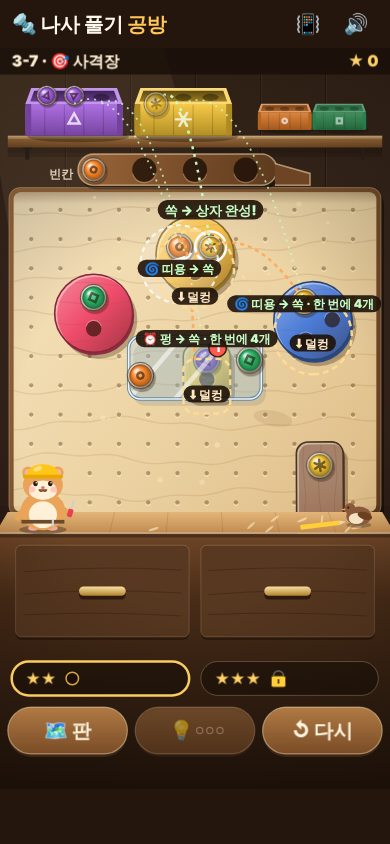 나사 풀기 공방
3-7 · 🎯 사격장
★ 0
빈칸
쏙 → 상자 완성!
🌀 띠용 → 쏙
⬇덜컹
🌀 띠용 → 쏙 · 한 번에 4개
⏰ 펑 → 쏙 · 한 번에 4개
⬇덜컹
⬇덜컹
★★ ○
★★★ 🔒
🗺️ 판
💡○○○
↺ 다시